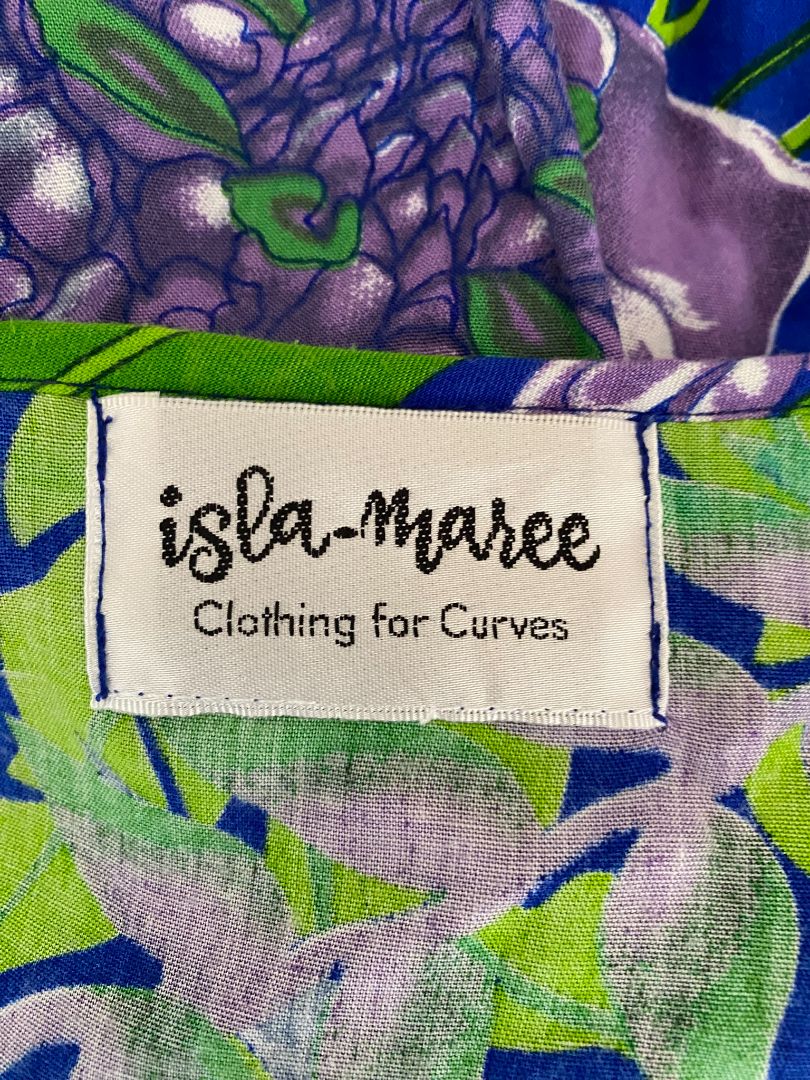 isla-maree
Clothing for Curves